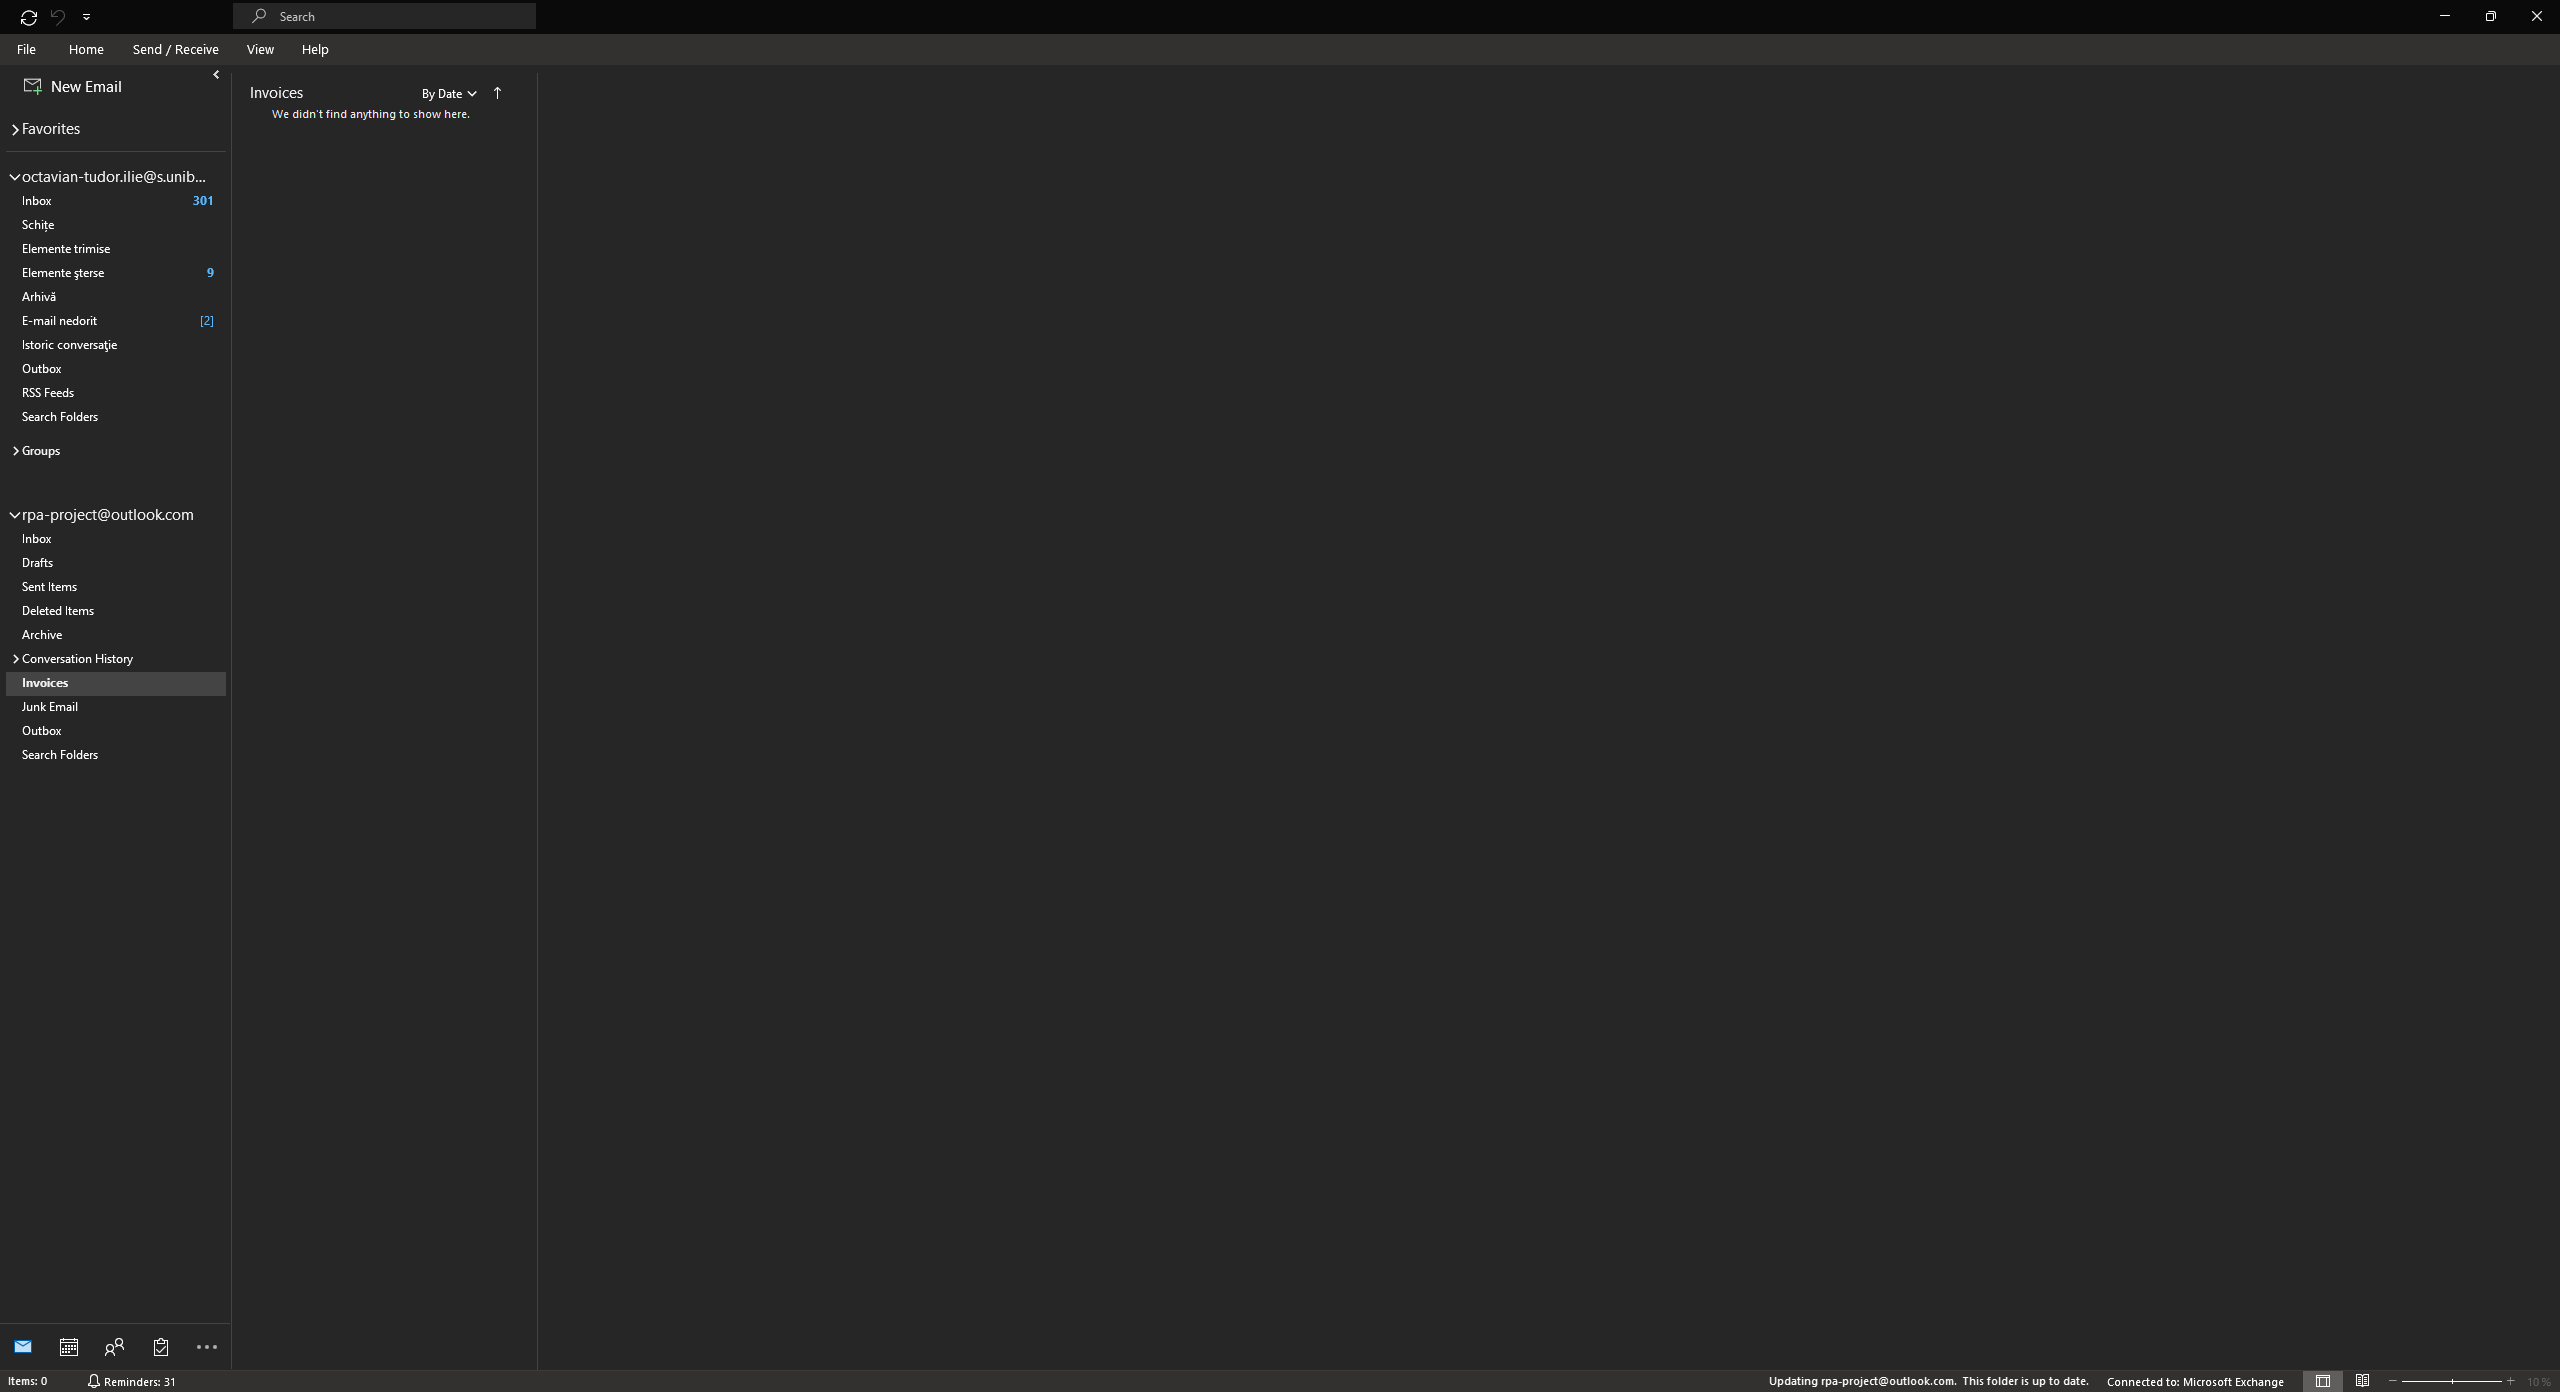 Search
File Home Send / Receive View Help
New Email
Favorites
octavian-tudor.ilie@s.unib...
Inbox 301
Schițe
Elemente trimise
Elemente şterse 9
Arhivă
E-mail nedorit [2]
Istoric conversaţie
Outbox
RSS Feeds
Search Folders
Groups
rpa-project@outlook.com
Inbox
Drafts
Sent Items
Deleted Items
Archive
Conversation History
Invoices
Junk Email
Outbox
Search Folders
Invoices By Date
We didn't find anything to show here.
Items: 0 Reminders: 31 Updating rpa-project@outlook.com. This folder is up to date. Connected to: Microsoft Exchange 10%